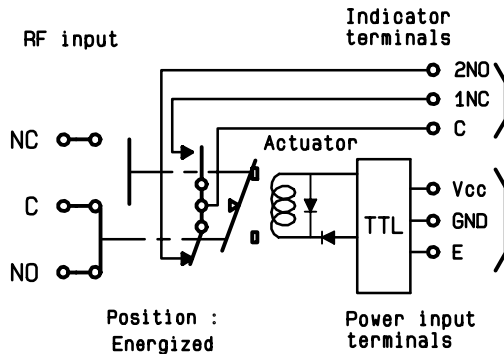 RF input
Indicator
terminals
2NO
1NC
C
NC
Actuator
C
Vcc
TTL
GND
E
NO
Position :
Energized
Power input
terminals